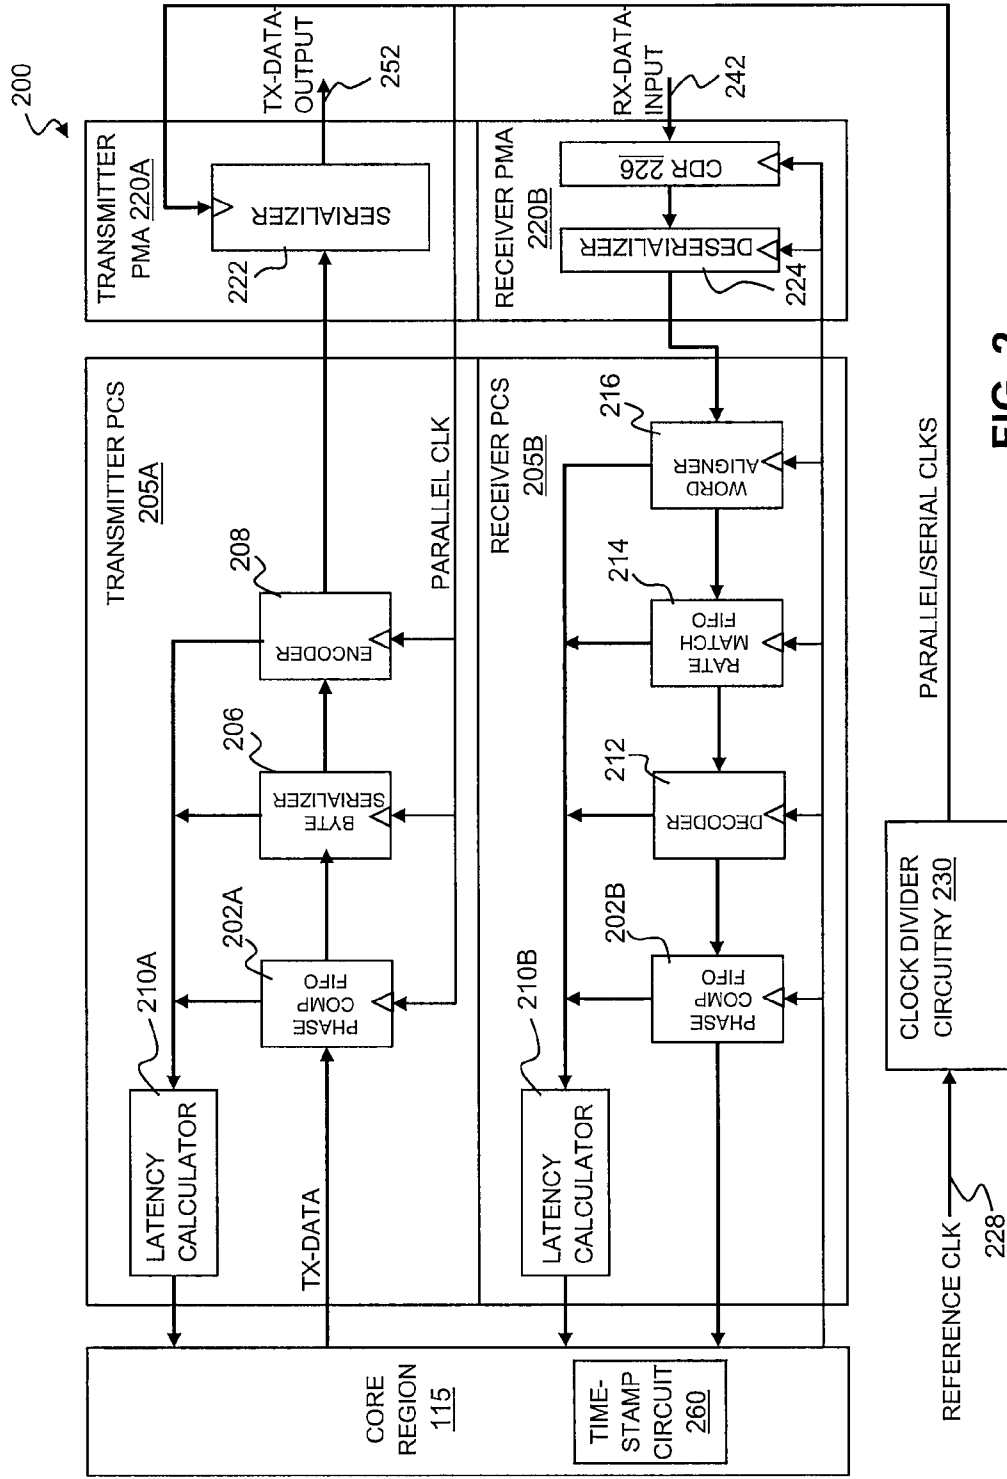 200
TRANSMITTER
PMA 220A
TX-DATA-
OUTPUT
252
SERIALIZER
222
RECEIVER PMA
220B
RX-DATA-
INPUT
242
CDR 226
DESERIALIZER
224
TRANSMITTER PCS
205A
LATENCY
CALCULATOR
210A
TX-DATA
PHASE
COMP
FIFO
202A
BYTE
SERIALIZER
206
ENCODER
208
PARALLEL CLK
RECEIVER PCS
205B
LATENCY
CALCULATOR
210B
PHASE
COMP
FIFO
202B
DECODER
212
RATE
MATCH
FIFO
214
WORD
ALIGNER
216
CORE
REGION
115
TIME-
STAMP
CIRCUIT
260
REFERENCE CLK
228
CLOCK DIVIDER
CIRCUITRY 230
PARALLEL/SERIAL CLKS
FIG. 2